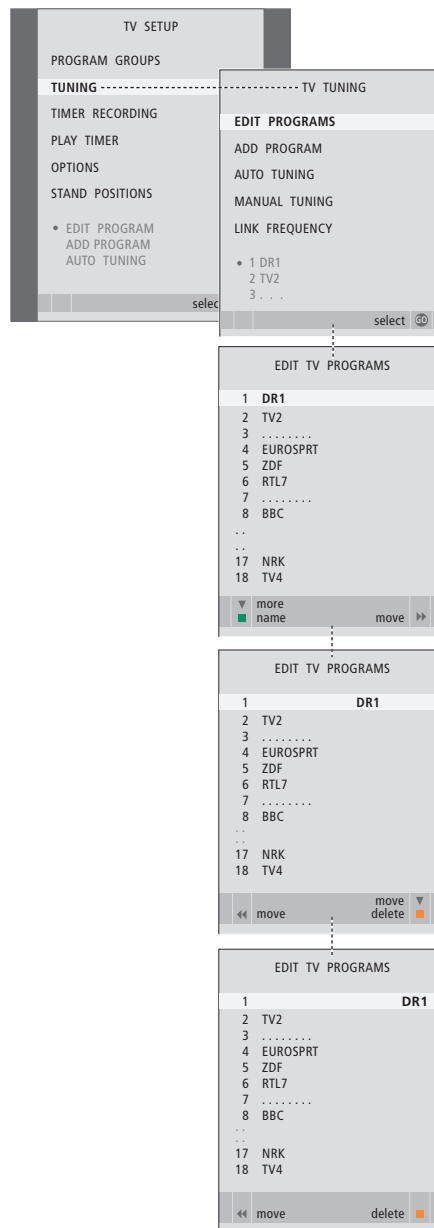 TV SETUP
PROGRAM GROUPS
TUNING
TIMER RECORDING
PLAY TIMER
OPTIONS
STAND POSITIONS
• EDIT PROGRAM
ADD PROGRAM
AUTO TUNING
selec
TV TUNING
EDIT PROGRAMS
ADD PROGRAM
AUTO TUNING
MANUAL TUNING
LINK FREQUENCY
• 1 DR1
2 TV2
3 . . .
select GO
EDIT TV PROGRAMS
1 DR1
2 TV2
3 . . . . . . . .
4 EUROSPRT
5 ZDF
6 RTL7
7 . . . . . . . .
8 BBC
. .
. .
17 NRK
18 TV4
more
name move
EDIT TV PROGRAMS
1 DR1
2 TV2
3 . . . . . . . .
4 EUROSPRT
5 ZDF
6 RTL7
7 . . . . . . . .
8 BBC
. .
. .
17 NRK
18 TV4
move
move delete
EDIT TV PROGRAMS
1 DR1
2 TV2
3 . . . . . . . .
4 EUROSPRT
5 ZDF
6 RTL7
7 . . . . . . . .
8 BBC
. .
. .
17 NRK
18 TV4
move delete